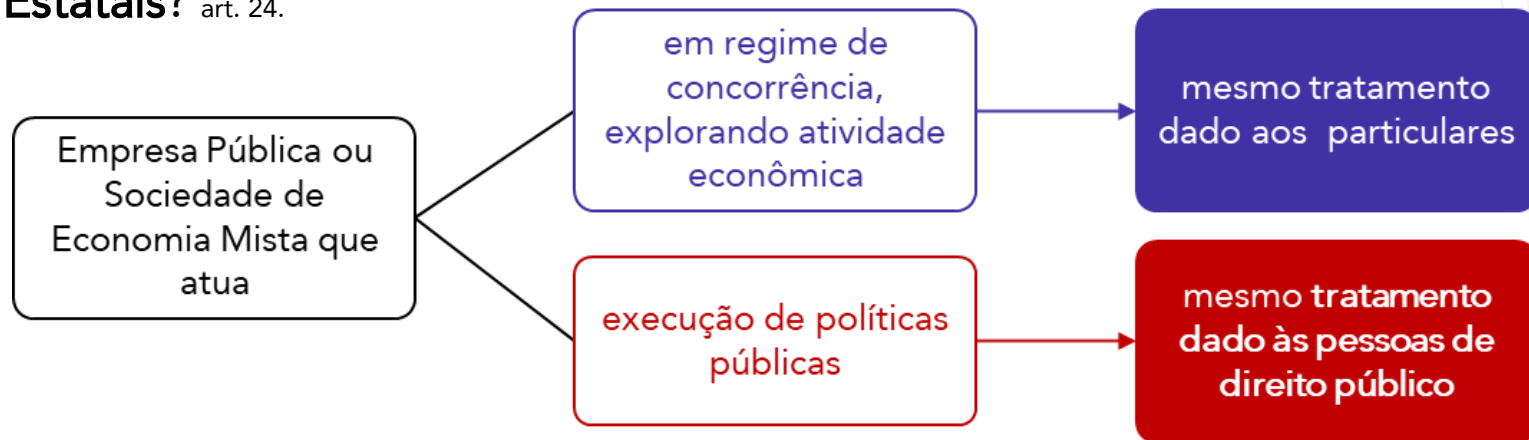 Estatais? art. 24.
Empresa Pública ou
Sociedade de
Economia Mista que
atua
em regime de
concorrência,
explorando atividade
econômica
mesmo tratamento
dado aos particulares
execução de políticas
públicas
mesmo tratamento
dado às pessoas de
direito público